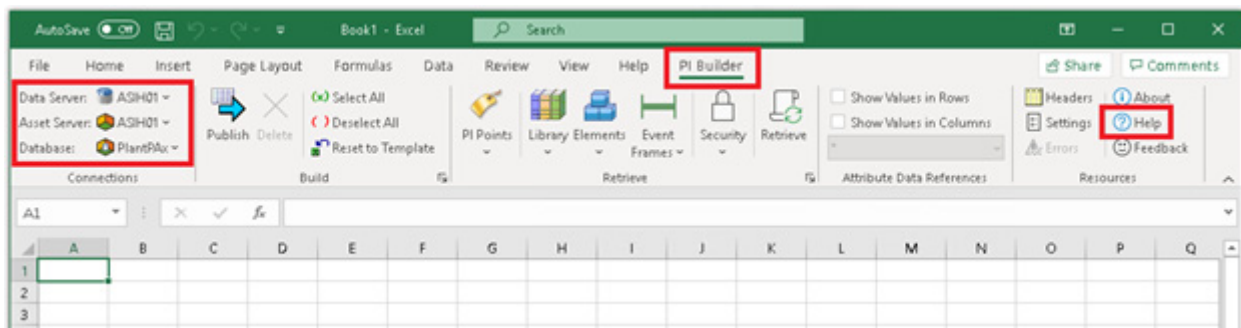 AutoSave Off Book1 - Excel Search
File Home Insert Page Layout Formulas Data Review View Help PI Builder Share Comments
Data Server: ASIH01
Asset Server: ASIH01
Database: PlantPAx
Connections
Publish Delete
(×) Select All
( ) Deselect All
Reset to Template
Build
PI Points Library Elements Event Frames Security Retrieve
Retrieve
Show Values in Rows
Show Values in Columns
Attribute Data References
Headers About
Settings Help
Errors Feedback
Resources
A1 fx
A B C D E F G H I J K L M N O P Q
1
2
3